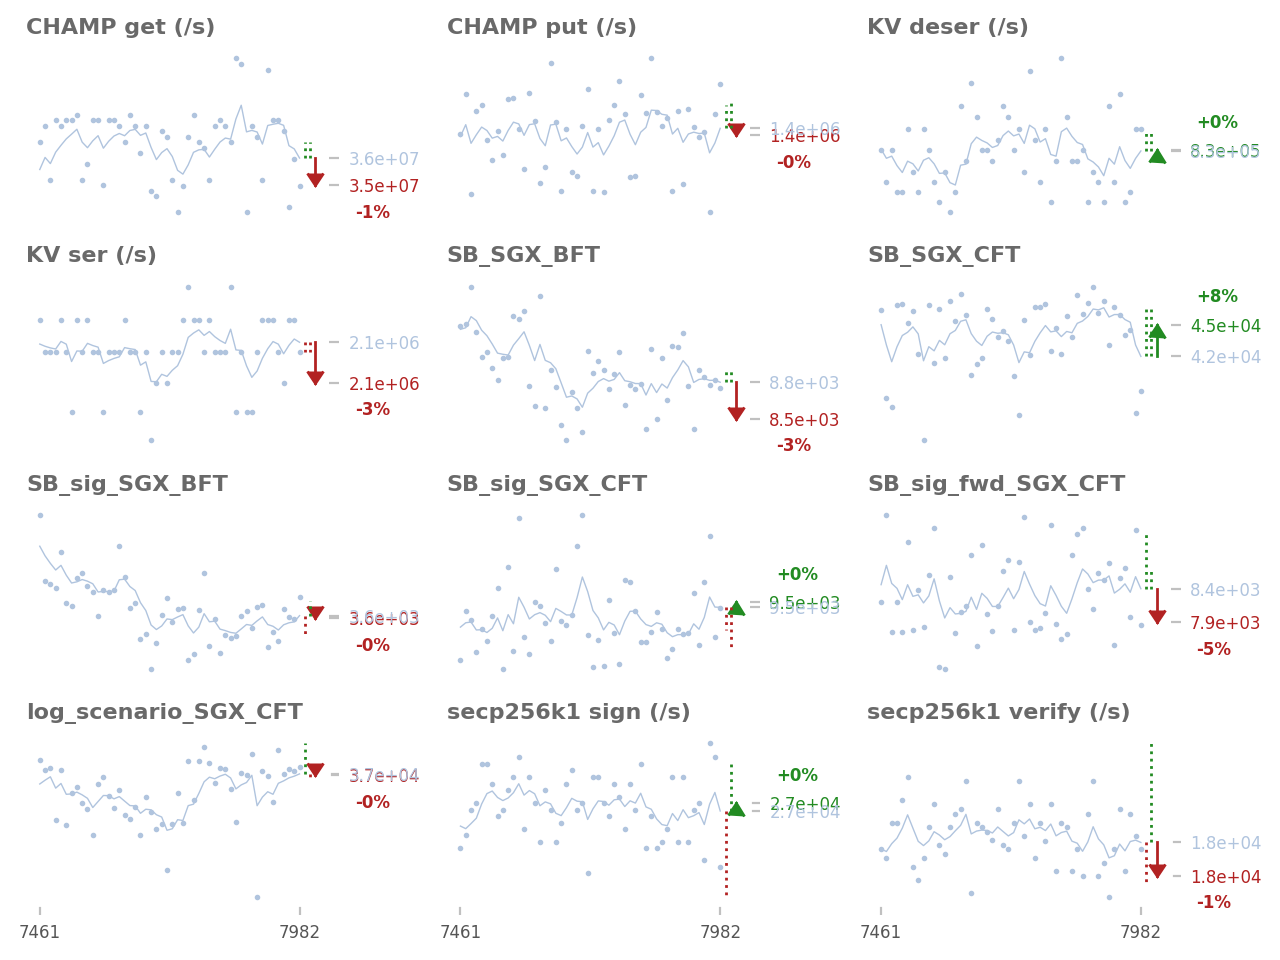 CHAMP get (/s)
3.6e+07
3.5e+07
-1%
CHAMP put (/s)
1.4e+06
1.4e+06
-0%
KV deser (/s)
+0%
8.3e+05
KV ser (/s)
2.1e+06
2.1e+06
-3%
SB_SGX_BFT
8.8e+03
8.5e+03
-3%
SB_SGX_CFT
+8%
4.5e+04
4.2e+04
SB_sig_SGX_BFT
3.6e+03
-0%
SB_sig_SGX_CFT
+0%
9.5e+03
SB_sig_fwd_SGX_CFT
8.4e+03
7.9e+03
-5%
log_scenario_SGX_CFT
3.7e+04
-0%
7461
7982
secp256k1 sign (/s)
+0%
2.7e+04
2.7e+04
7461
7982
secp256k1 verify (/s)
1.8e+04
1.8e+04
-1%
7461
7982